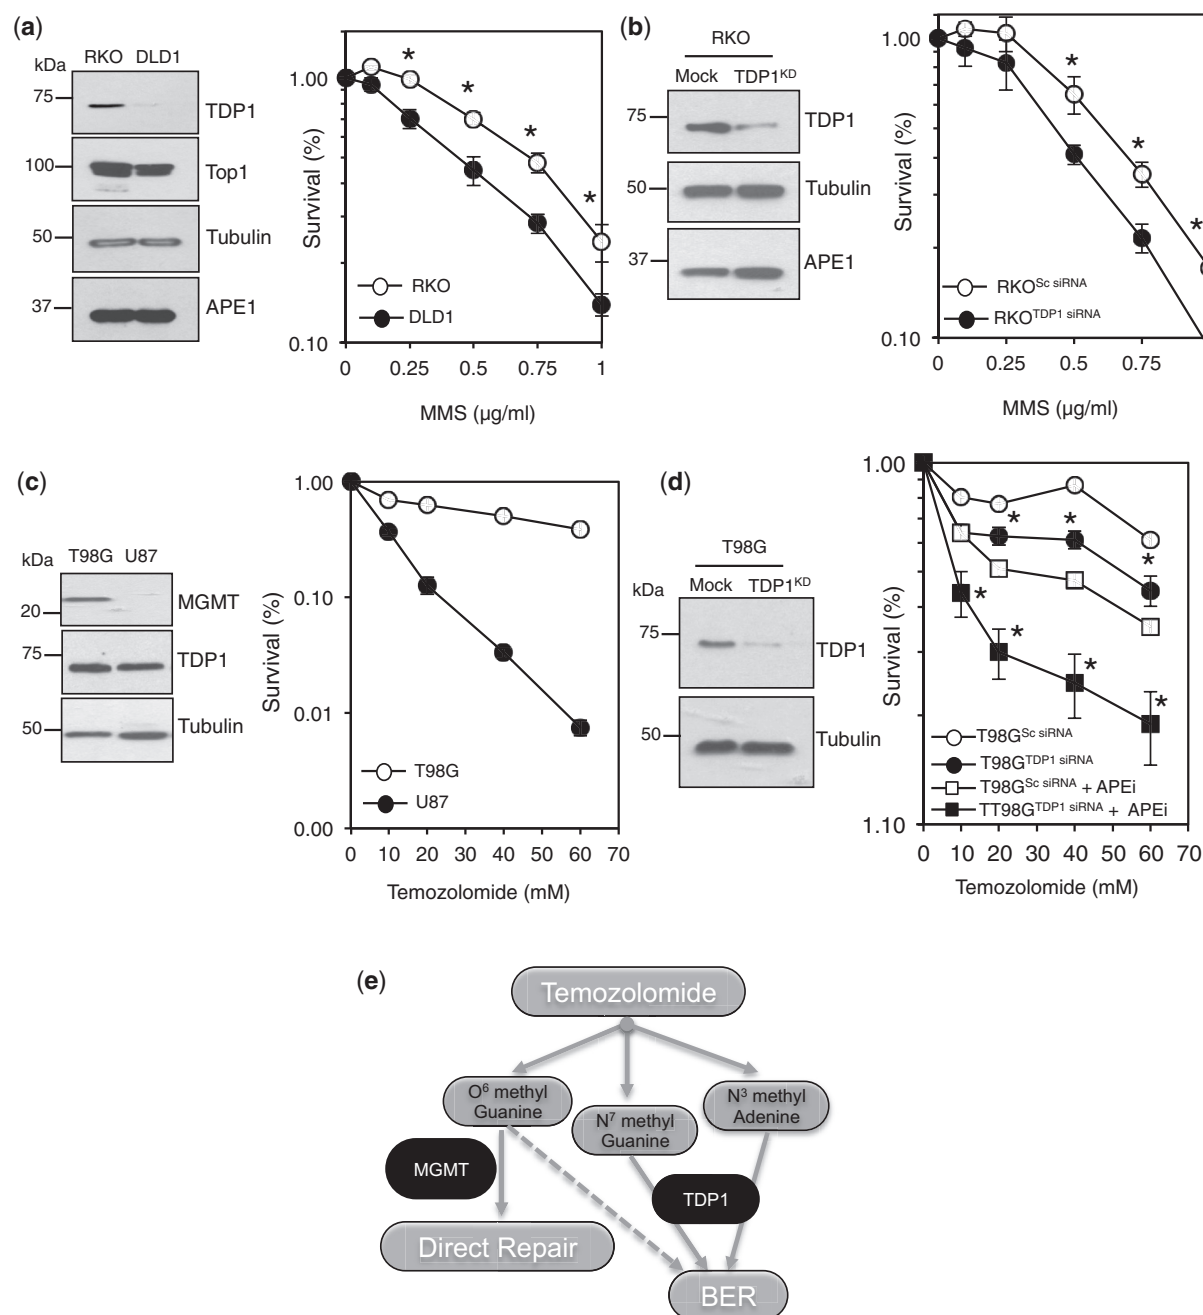 (a)
RKO DLD1
kDa
75
TDP1
100
Top1
50
Tubulin
37
APE1
Survival (%)
1.00
0.10
* * * *
RKO
DLD1
0 0.25 0.5 0.75 1
MMS (µg/ml)
(b)
RKO
Mock TDP1KD
75
TDP1
50
Tubulin
37
APE1
Survival (%)
1.00
0.10
* * *
RKOSc siRNA
RKOTDP1 siRNA
0 0.25 0.5 0.75
MMS (µg/ml)
(c)
kDa
T98G U87
20
MGMT
75
TDP1
50
Tubulin
Survival (%)
1.00
0.10
0.01
0.00
T98G
U87
0 10 20 30 40 50 60 70
Temozolomide (mM)
(d)
T98G
kDa
Mock TDP1KD
75
TDP1
50
Tubulin
Survival (%)
1.00
1.10
* * *
* * * *
T98GSc siRNA
T98GTDP1 siRNA
T98GSc siRNA + APEi
TT98GTDP1 siRNA + APEi
0 10 20 30 40 50 60 70
Temozolomide (mM)
(e)
Temozolomide
O6 methyl
Guanine
N7 methyl
Guanine
N3 methyl
Adenine
MGMT
TDP1
Direct Repair
BER